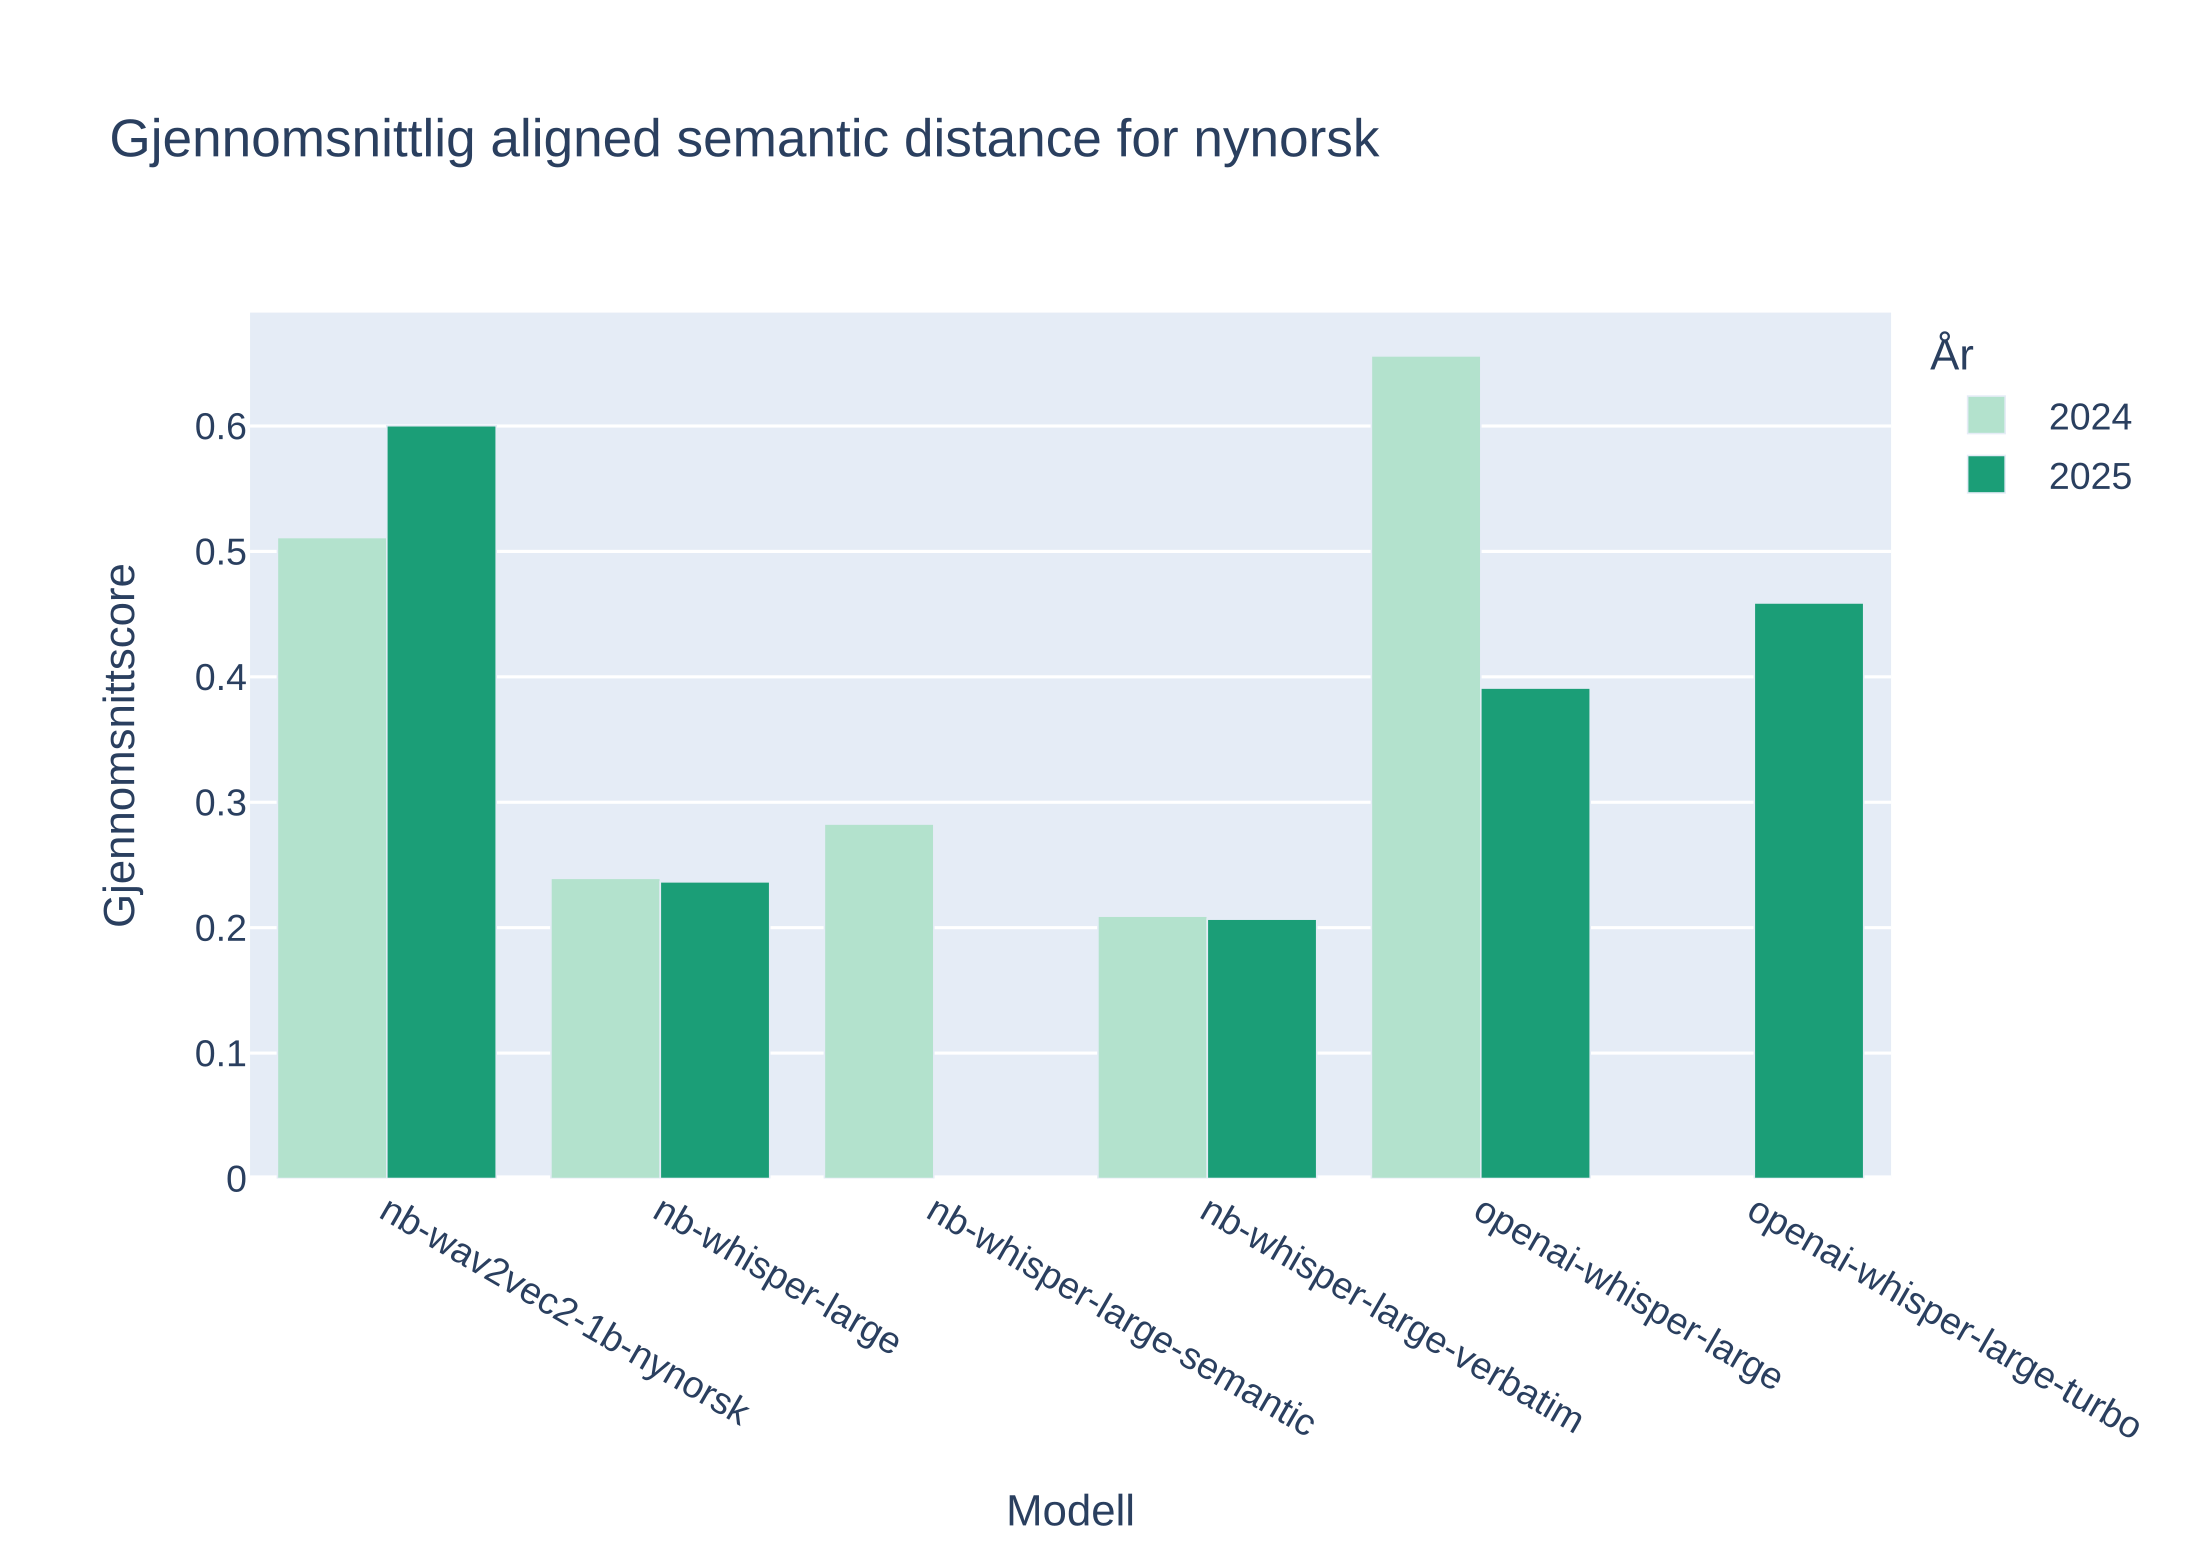 Gjennomsnittlig aligned semantic distance for nynorsk
År
2024
2025
Gjennomsnittscore
0.6
0.5
0.4
0.3
0.2
0.1
0
nb-wav2vec2-1b-nynorsk
nb-whisper-large
nb-whisper-large-semantic
nb-whisper-large-verbatim
openai-whisper-large
openai-whisper-large-turbo
Modell